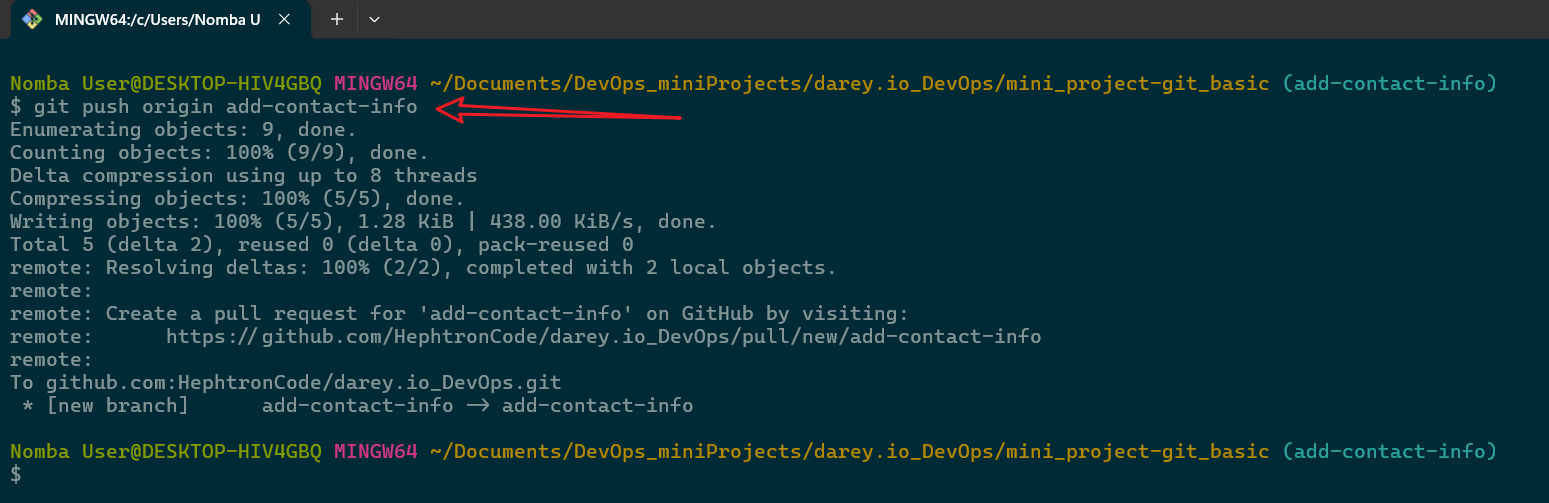 MINGW64:/c/Users/Nomba U
Nomba User@DESKTOP-HIV4GBQ MINGW64 ~/Documents/DevOps_miniProjects/darey.io_DevOps/mini_project-git_basic (add-contact-info)
$ git push origin add-contact-info
Enumerating objects: 9, done.
Counting objects: 100% (9/9), done.
Delta compression using up to 8 threads
Compressing objects: 100% (5/5), done.
Writing objects: 100% (5/5), 1.28 KiB | 438.00 KiB/s, done.
Total 5 (delta 2), reused 0 (delta 0), pack-reused 0
remote: Resolving deltas: 100% (2/2), completed with 2 local objects.
remote:
remote: Create a pull request for 'add-contact-info' on GitHub by visiting:
remote:      https://github.com/HephtronCode/darey.io_DevOps/pull/new/add-contact-info
remote:
To github.com:HephtronCode/darey.io_DevOps.git
 * [new branch]      add-contact-info -> add-contact-info
Nomba User@DESKTOP-HIV4GBQ MINGW64 ~/Documents/DevOps_miniProjects/darey.io_DevOps/mini_project-git_basic (add-contact-info)
$